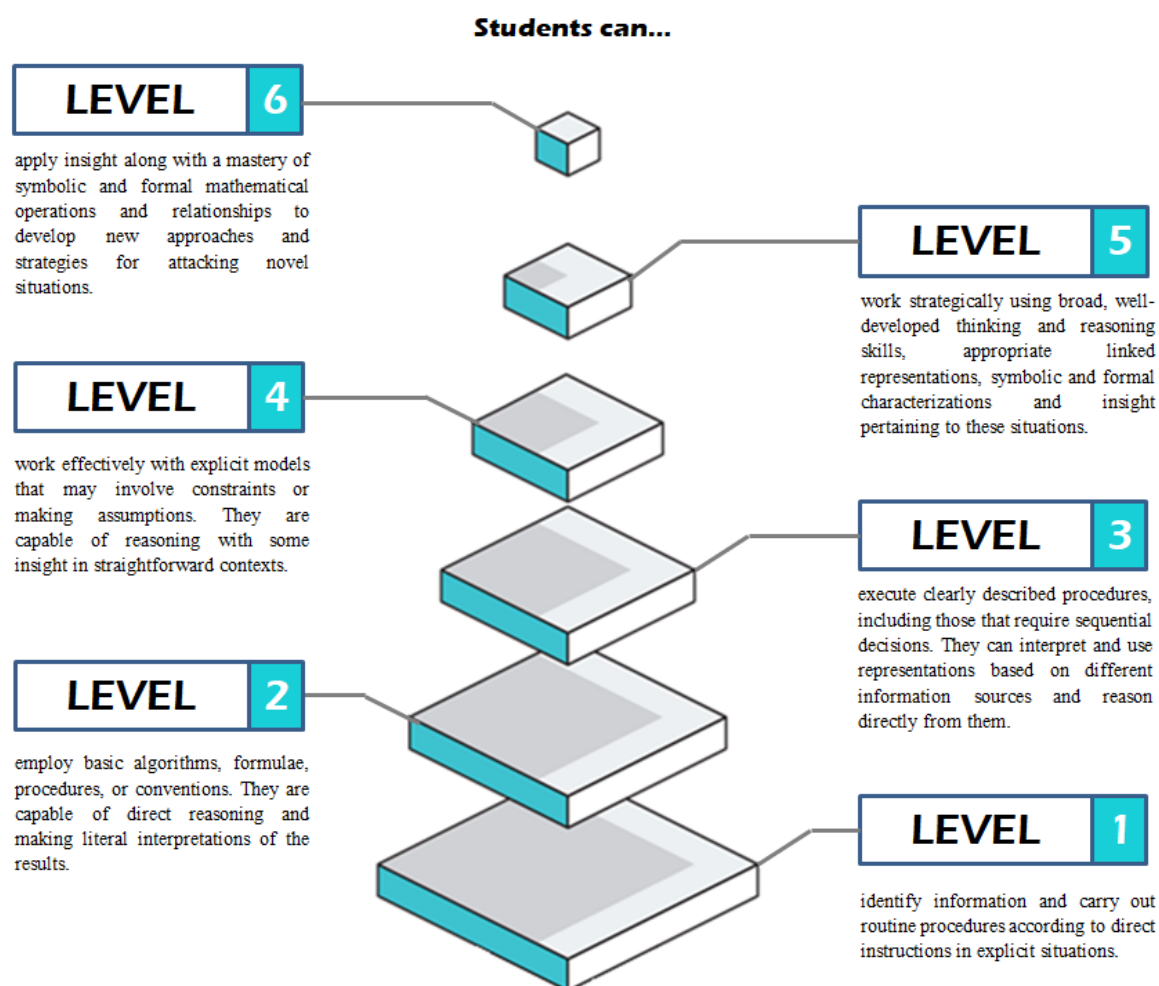 Students can...
LEVEL 6
apply insight along with a mastery of
symbolic and formal mathematical
operations and relationships to
develop new approaches and
strategies for attacking novel
situations.
LEVEL 5
work strategically using broad, well-
developed thinking and reasoning
skills, appropriate linked
representations, symbolic and formal
characterizations and insight
pertaining to these situations.
LEVEL 4
work effectively with explicit models
that may involve constraints or
making assumptions. They are
capable of reasoning with some
insight in straightforward contexts.
LEVEL 3
execute clearly described procedures,
including those that require sequential
decisions. They can interpret and use
representations based on different
information sources and reason
directly from them.
LEVEL 2
employ basic algorithms, formulae,
procedures, or conventions. They are
capable of direct reasoning and
making literal interpretations of the
results.
LEVEL 1
identify information and carry out
routine procedures according to direct
instructions in explicit situations.